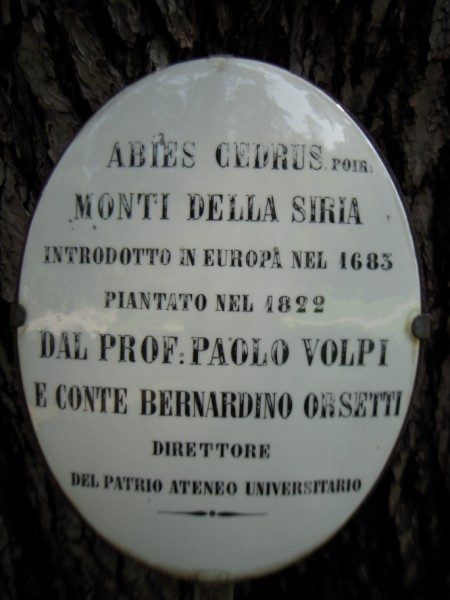 ABIES CEDRUS. POIR:
MONTI DELLA SIRIA
INTRODOTTO IN EUROPA NEL 1683
PIANTATO NEL 1822
DAL PROF: PAOLO VOLPI
E CONTE BERNARDINO ORSETTI
DIRETTORE
DEL PATRIO ATENEO UNIVERSITARIO